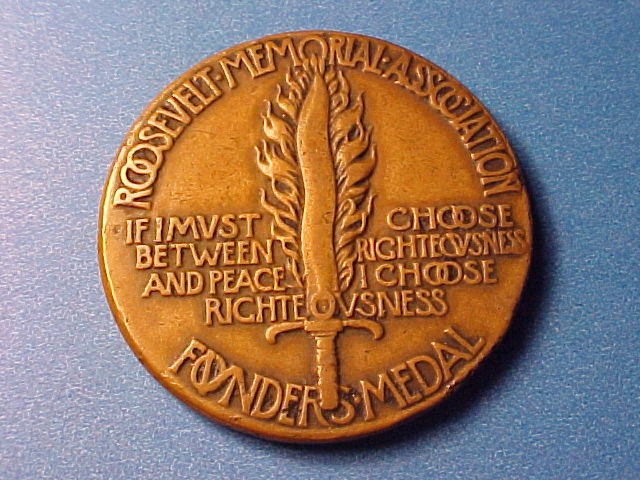 ROOSEVELT·MEMORIAL·ASSOCIATION
IF I MVST CHOOSE
BETWEEN RIGHTEOVSNESS
AND PEACE I CHOOSE
RIGHTEOVSNESS
FOVNDERS·MEDAL